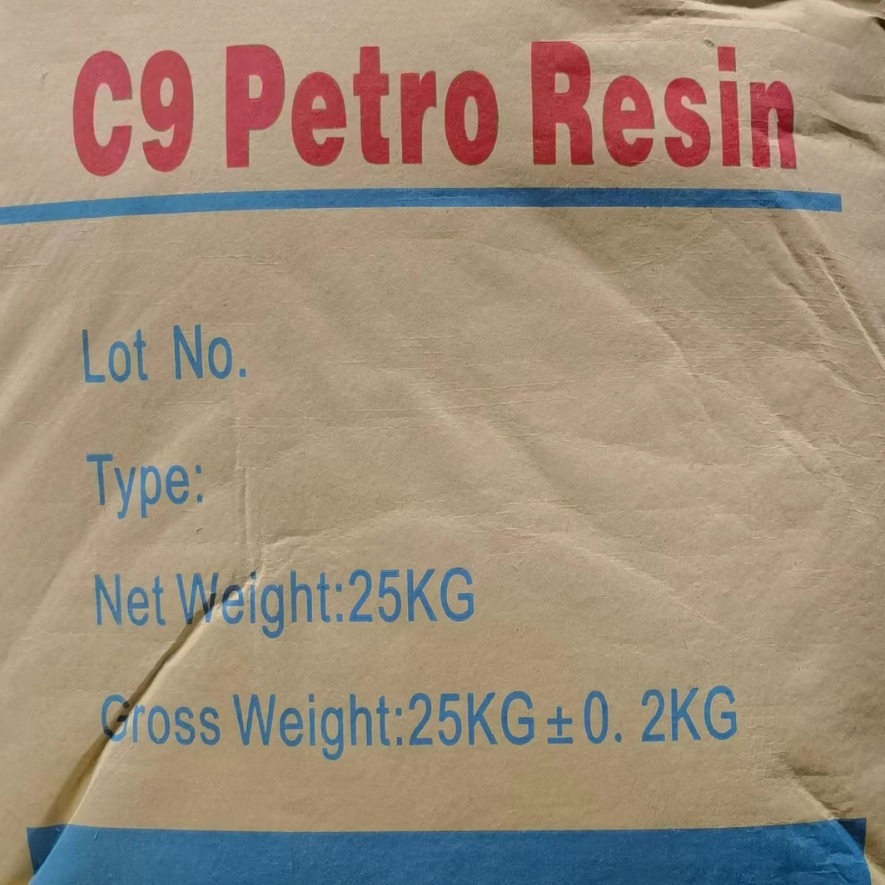 C9 Petro Resin
Lot No.
Type:
Net Weight:25KG
Gross Weight:25KG±0. 2KG